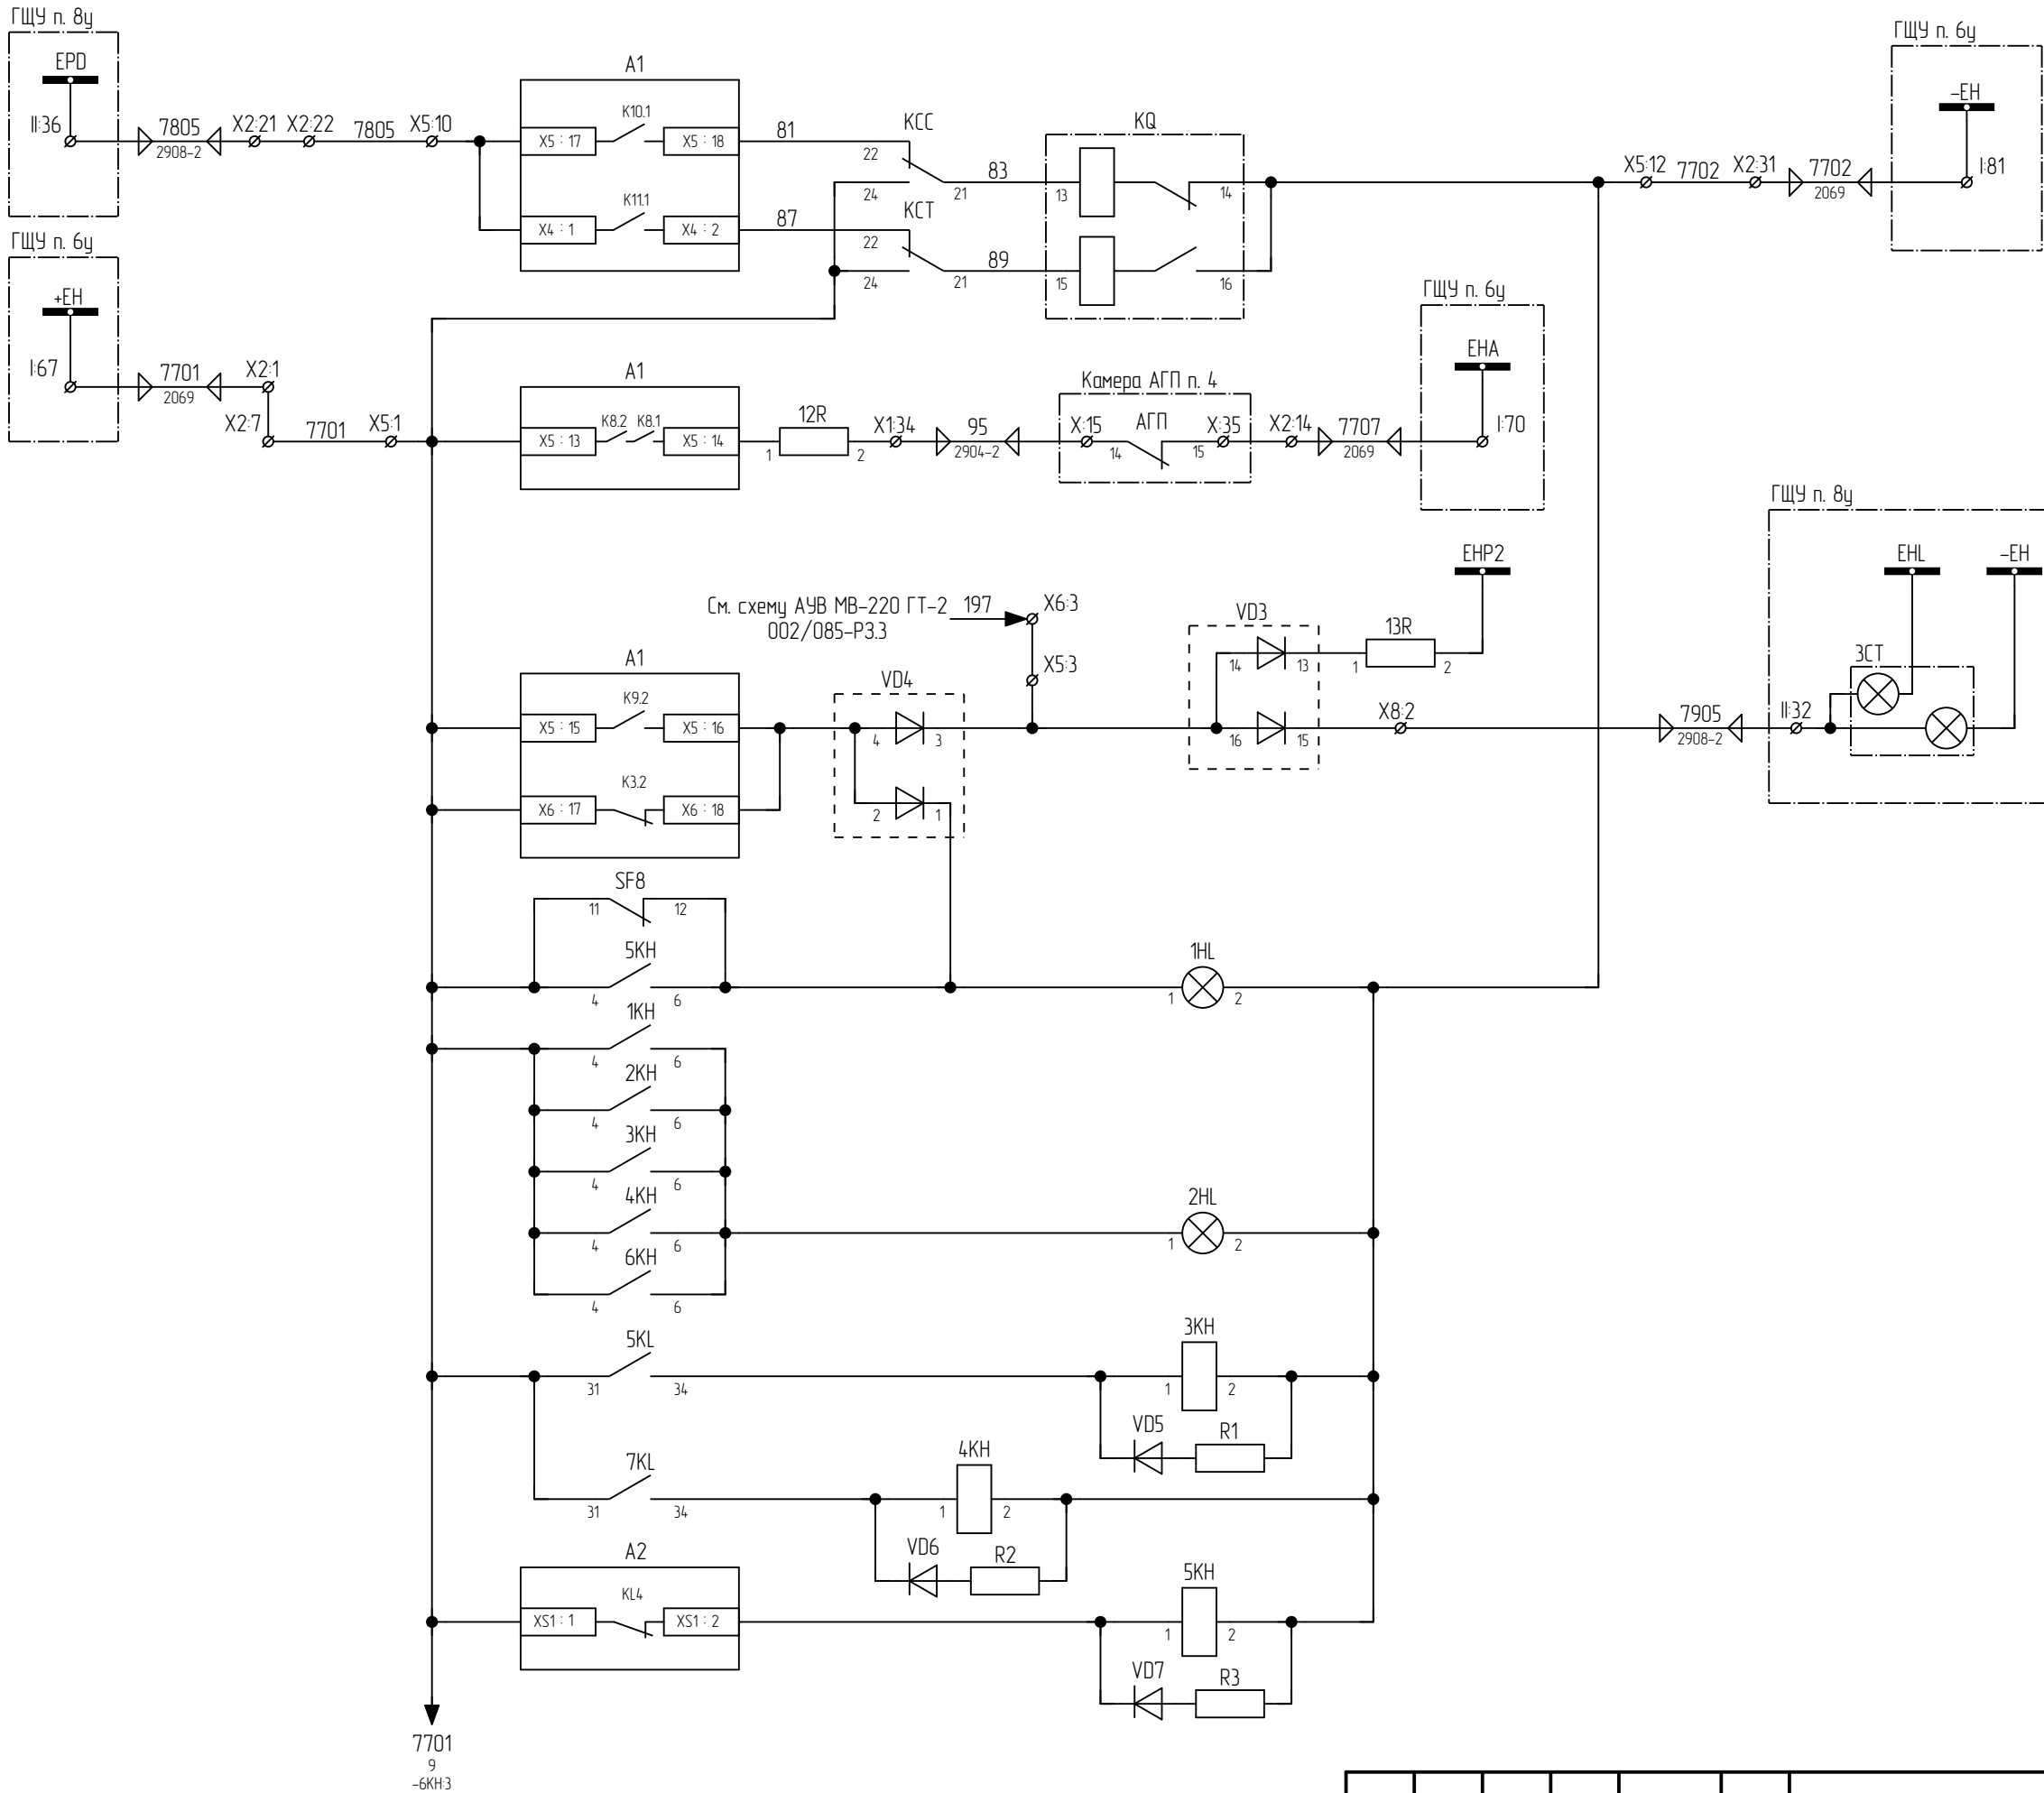 ГЩУ п. 8у
EPD
II:36
7805
2908-2
X2:21
X2:22
7805
X5:10
A1
X5 : 17
K10.1
X5 : 18
X4 : 1
K11.1
X4 : 2
81
87
KCC
22
24
21
KCT
22
24
21
83
89
KQ
13
14
15
16
X5:12
7702
X2:31
7702
2069
ГЩУ п. 6у
-EH
I:81
ГЩУ п. 6у
+EH
I:67
7701
2069
X2:1
X2:7
7701
X5:1
A1
X5 : 13
K8.2
K8.1
X5 : 14
12R
1
2
X1:34
95
2904-2
Камера АГП п. 4
X:15
АГП
14
15
X:35
X2:14
7707
2069
ГЩУ п. 6у
EHA
I:70
См. схему АУВ МВ-220 ГТ-2
002/085-РЗ.3
197
X6:3
X5:3
A1
X5 : 15
K9.2
X5 : 16
X6 : 17
K3.2
X6 : 18
VD4
4
3
2
1
VD3
14
13
16
15
13R
1
2
EHP2
X8:2
7905
2908-2
ГЩУ п. 8у
EHL
-EH
3СТ
II:32
SF8
11
12
5KH
4
6
1HL
1
2
1KH
4
6
2KH
4
6
3KH
4
6
4KH
4
6
6KH
4
6
2HL
1
2
5KL
31
34
3KH
1
2
VD5
R1
7KL
31
34
4KH
1
2
VD6
R2
A2
XS1 : 1
KL4
XS1 : 2
5KH
1
2
VD7
R3
7701
9
-6KH:3